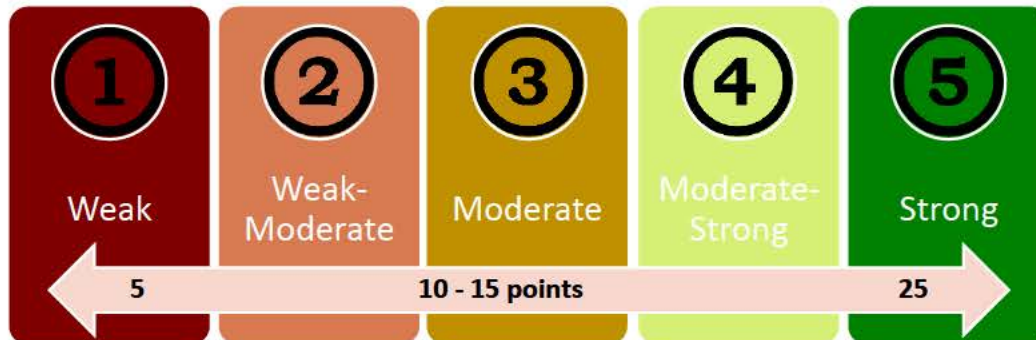 1
2
3
4
5
Weak
Weak-
Moderate
Moderate
Moderate-
Strong
Strong
5
10 - 15 points
25